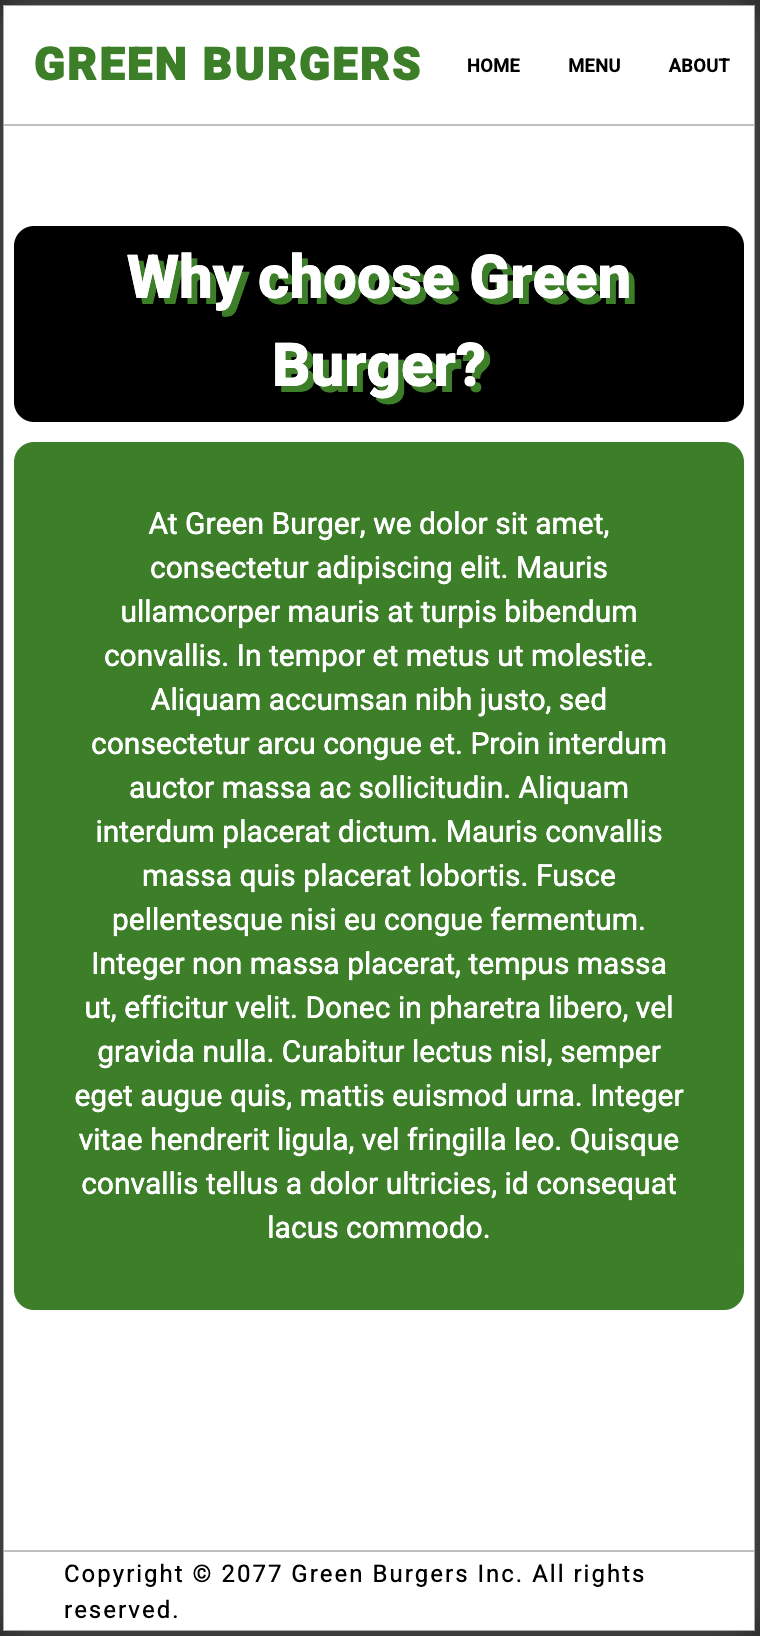 GREEN BURGERS HOME MENU ABOUT
Why choose Green
Burger?
At Green Burger, we dolor sit amet,
consectetur adipiscing elit. Mauris
ullamcorper mauris at turpis bibendum
convallis. In tempor et metus ut molestie.
Aliquam accumsan nibh justo, sed
consectetur arcu congue et. Proin interdum
auctor massa ac sollicitudin. Aliquam
interdum placerat dictum. Mauris convallis
massa quis placerat lobortis. Fusce
pellentesque nisi eu congue fermentum.
Integer non massa placerat, tempus massa
ut, efficitur velit. Donec in pharetra libero, vel
gravida nulla. Curabitur lectus nisl, semper
eget augue quis, mattis euismod urna. Integer
vitae hendrerit ligula, vel fringilla leo. Quisque
convallis tellus a dolor ultricies, id consequat
lacus commodo.
Copyright © 2077 Green Burgers Inc. All rights
reserved.